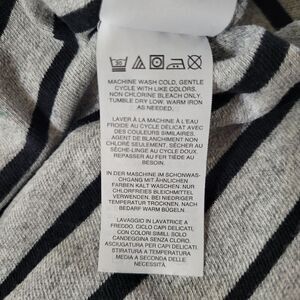 MACHINE WASH COLD, GENTLE
CYCLE WITH LIKE COLORS.
NON CHLORINE BLEACH ONLY.
TUMBLE DRY LOW. WARM IRON
AS NEEDED.
LAVER À LA MACHINE À L'EAU
FROIDE AU CYCLE DÉLICAT AVEC
DES COULEURS SIMILAIRES.
AGENT DE BLANCHIMENT NON
CHLORÉ SEULEMENT. SÉCHER AU
SÈCHE-LINGE AU CYCLE DOUX.
REPASSER AU FER TIÈDE AU
BESOIN.
IN DER MASCHINE IM SCHONWAS-
CHGANG MIT ÄHNLICHEN
FARBEN KALT WASCHEN. NUR
CHLORFREIES BLEICHMITTEL
VERWENDEN. BEI NIEDRIGER
TEMPERATUR TROCKNEN. NACH
BEDARF WARM BÜGELN.
LAVAGGIO IN LAVATRICE A
FREDDO, CICLO CAPI DELICATI,
CON COLORI SIMILI. SOLO
CANDEGGINA SENZA CLORO.
ASCIUGATURA PER CAPI DELICATI.
STIRATURA A TEMPERATURA
MEDIA A SECONDA DELLE
NECESSITÀ.